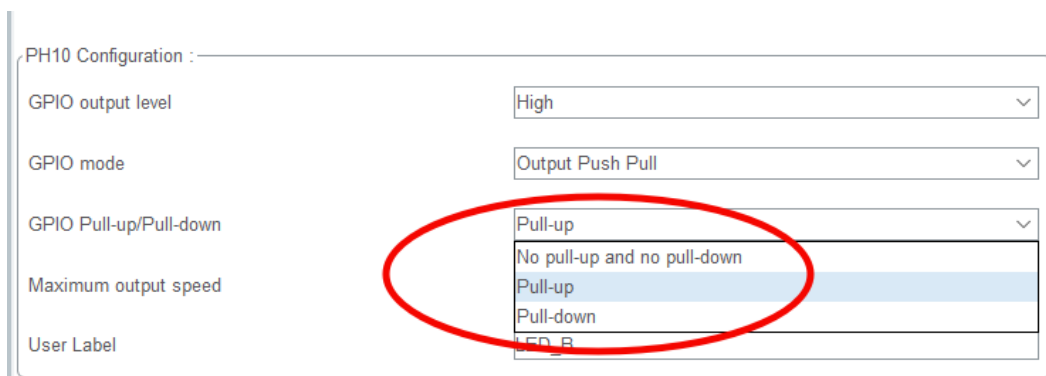 PH10 Configuration :
GPIO output level High
GPIO mode Output Push Pull
GPIO Pull-up/Pull-down Pull-up
No pull-up and no pull-down
Maximum output speed Pull-up
Pull-down
User Label LED_B